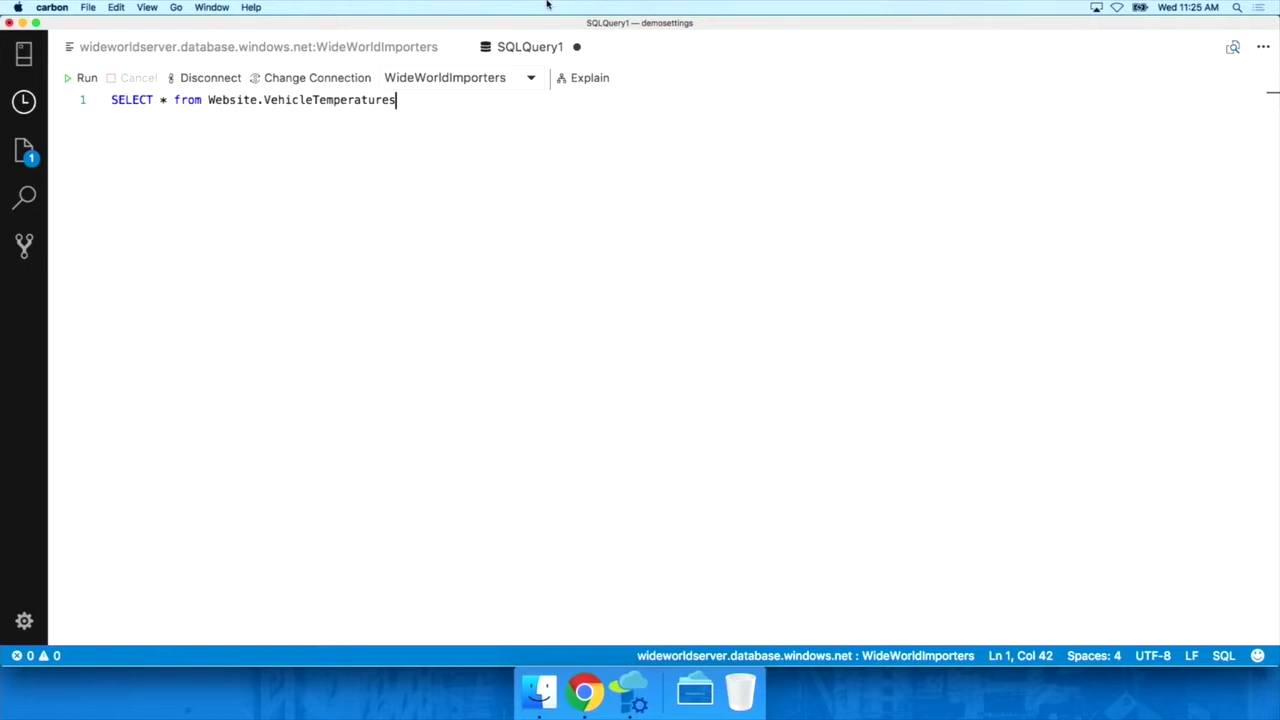 carbon File Edit View Go Window Help Wed 11:25 AM
SQLQuery1 — demosettings
wideworldserver.database.windows.net:WideWorldImporters SQLQuery1
Run Cancel Disconnect Change Connection WideWorldImporters Explain
1 SELECT * from Website.VehicleTemperatures
1
0 0 wideworldserver.database.windows.net : WideWorldImporters Ln 1, Col 42 Spaces: 4 UTF-8 LF SQL